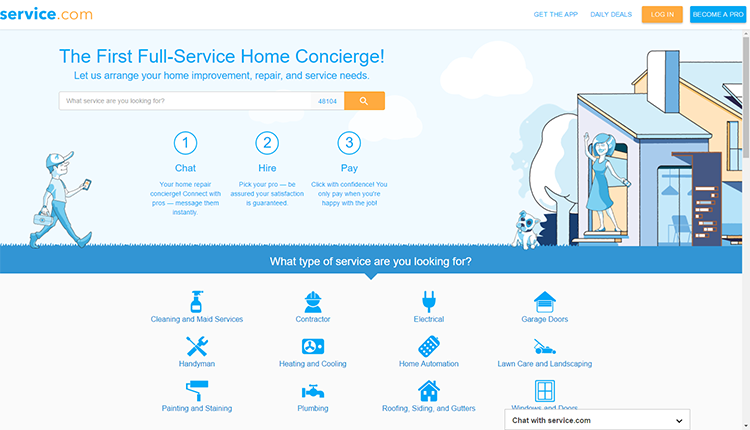 service.com
GET THE APP
DAILY DEALS
LOG IN
BECOME A PRO
The First Full-Service Home Concierge!
Let us arrange your home improvement, repair, and service needs.
What service are you looking for?
48104
1
Chat
Your home repair
concierge! Connect with
pros — message them
instantly.
2
Hire
Pick your pro — be
assured your satisfaction
is guaranteed.
3
Pay
Click with confidence! You
only pay when you're
happy with the job!
What type of service are you looking for?
Cleaning and Maid Services
Contractor
Electrical
Garage Doors
Handyman
Heating and Cooling
Home Automation
Lawn Care and Landscaping
Painting and Staining
Plumbing
Roofing, Siding, and Gutters
Windows and Doors
Chat with service.com